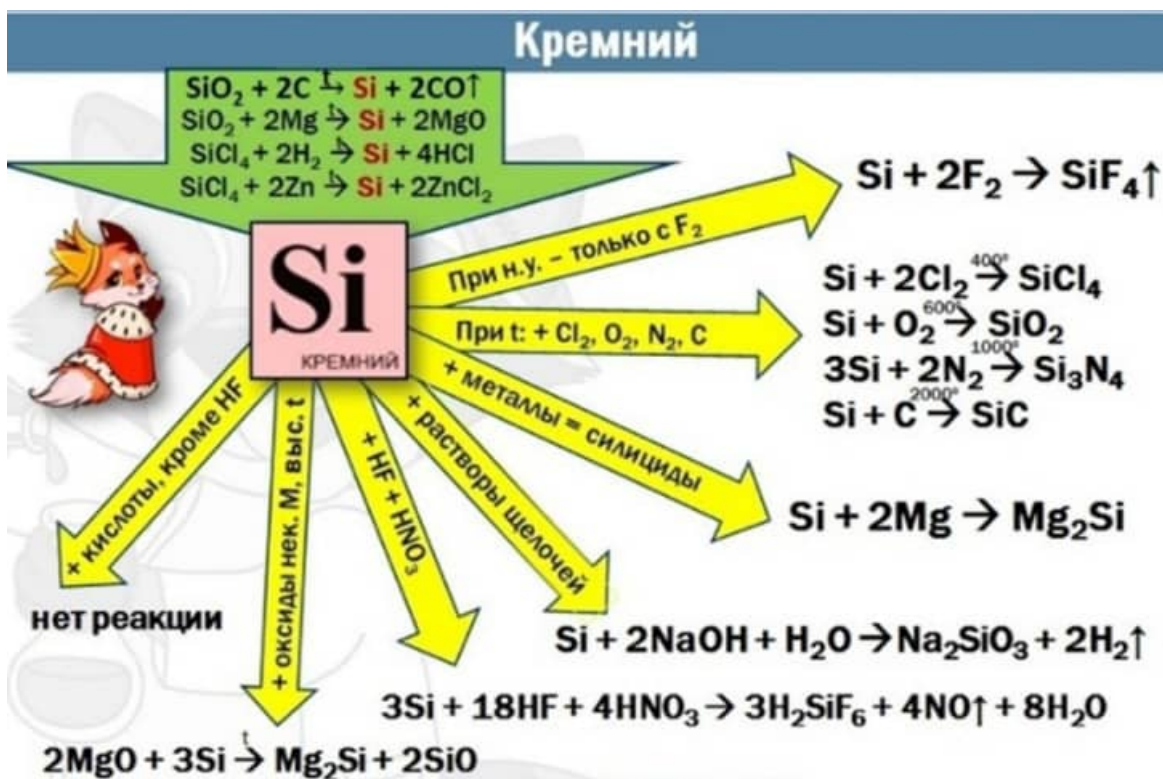 Кремний
SiO₂ + 2C →ᵗ Si + 2CO↑
SiO₂ + 2Mg →ᵗ Si + 2MgO
SiCl₄ + 2H₂ →ᵗ Si + 4HCl
SiCl₄ + 2Zn →ᵗ Si + 2ZnCl₂
Si
КРЕМНИЙ
При н.у. – только с F₂
Si + 2F₂ → SiF₄↑
При t: + Cl₂, O₂, N₂, C
Si + 2Cl₂ →400° SiCl₄
Si + O₂ →600° SiO₂
3Si + 2N₂ →1000° Si₃N₄
Si + C →2000° SiC
+ металлы = силициды
Si + 2Mg → Mg₂Si
+ растворы щелочей
Si + 2NaOH + H₂O → Na₂SiO₃ + 2H₂↑
+ HF + HNO₃
3Si + 18HF + 4HNO₃ → 3H₂SiF₆ + 4NO↑ + 8H₂O
+ оксиды нек. М, выс. t
2MgO + 3Si →ᵗ Mg₂Si + 2SiO
× кислоты, кроме HF
нет реакции